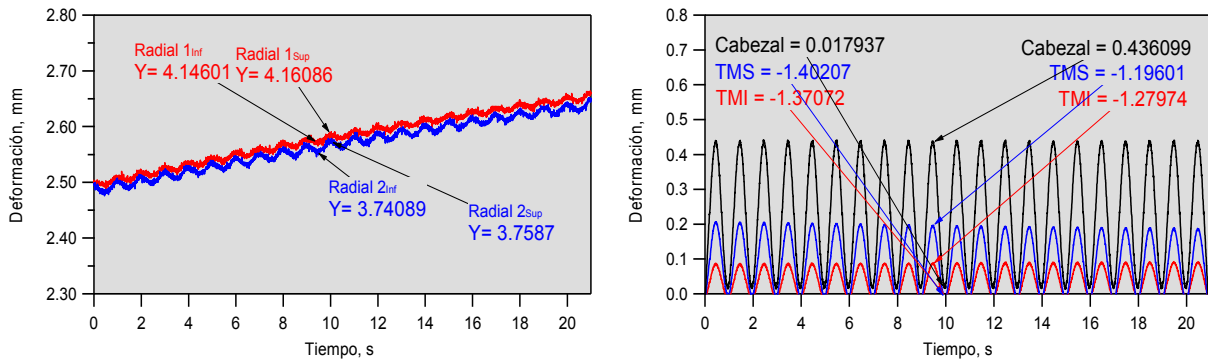 2.80
2.70
2.60
2.50
2.40
2.30
Deformación, mm
Radial 1Inf
Y= 4.14601
Radial 1Sup
Y= 4.16086
Radial 2Inf
Y= 3.74089
Radial 2Sup
Y= 3.7587
0 2 4 6 8 10 12 14 16 18 20
Tiempo, s
0.8
0.7
0.6
0.5
0.4
0.3
0.2
0.1
0.0
Deformación, mm
Cabezal = 0.017937
TMS = -1.40207
TMI = -1.37072
Cabezal = 0.436099
TMS = -1.19601
TMI = -1.27974
0 2 4 6 8 10 12 14 16 18 20
Tiempo, s